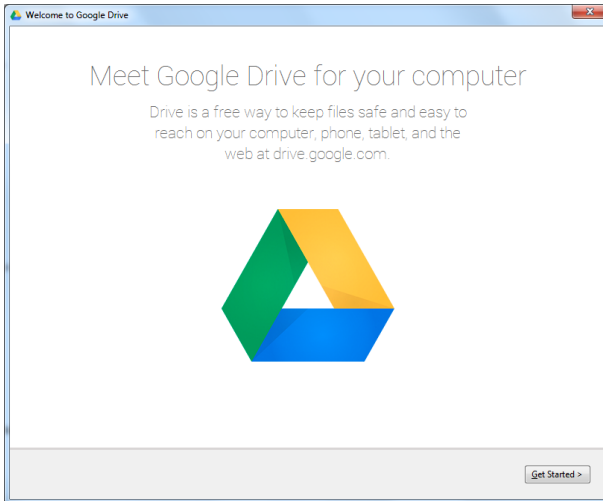 Welcome to Google Drive
Meet Google Drive for your computer
Drive is a free way to keep files safe and easy to
reach on your computer, phone, tablet, and the
web at drive.google.com.
Get Started >